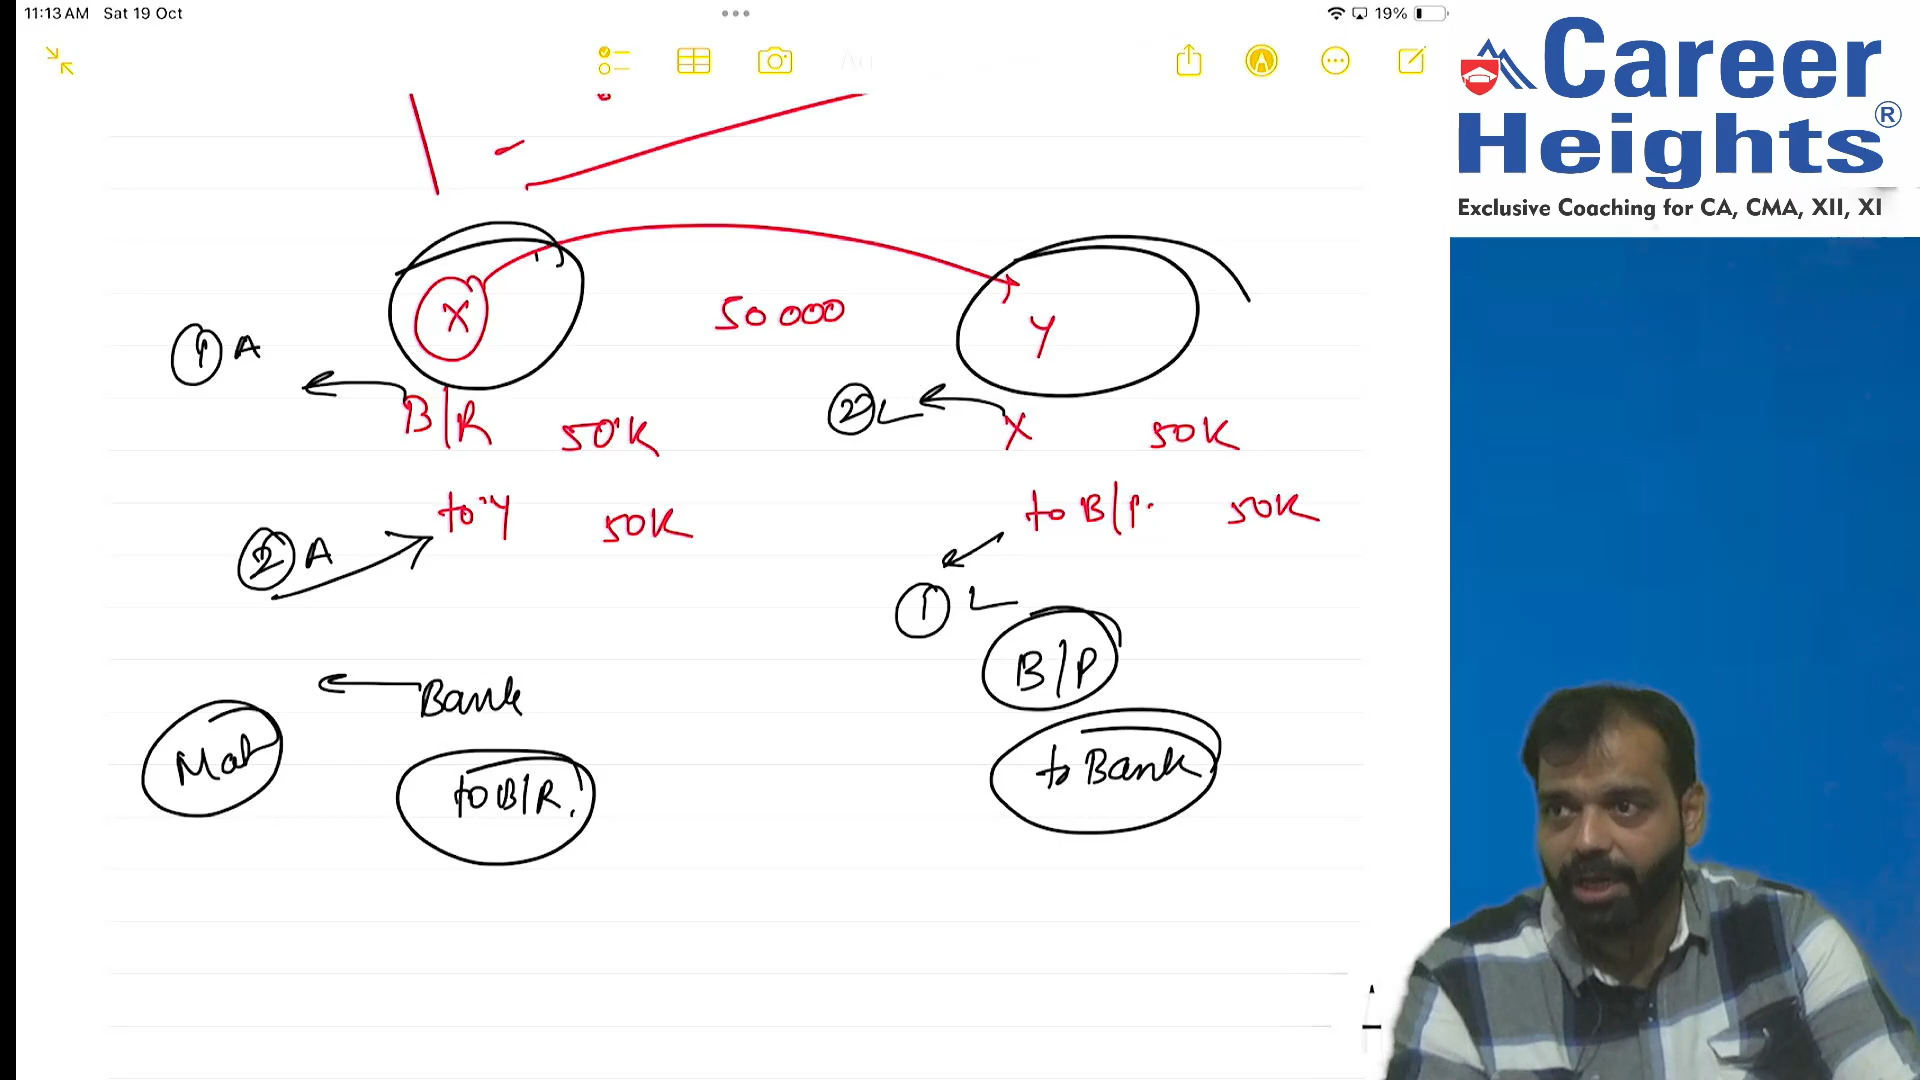 11:13 AM Sat 19 Oct
19%
Career
Heights®
Exclusive Coaching for CA, CMA, XII, XI
X
50000
Y
1 A
B/R 50K
2 L
X 50K
to Y 50K
to B/P. 50K
2 A
1 L
B/P
Bank
Mat
to B/R.
to Bank